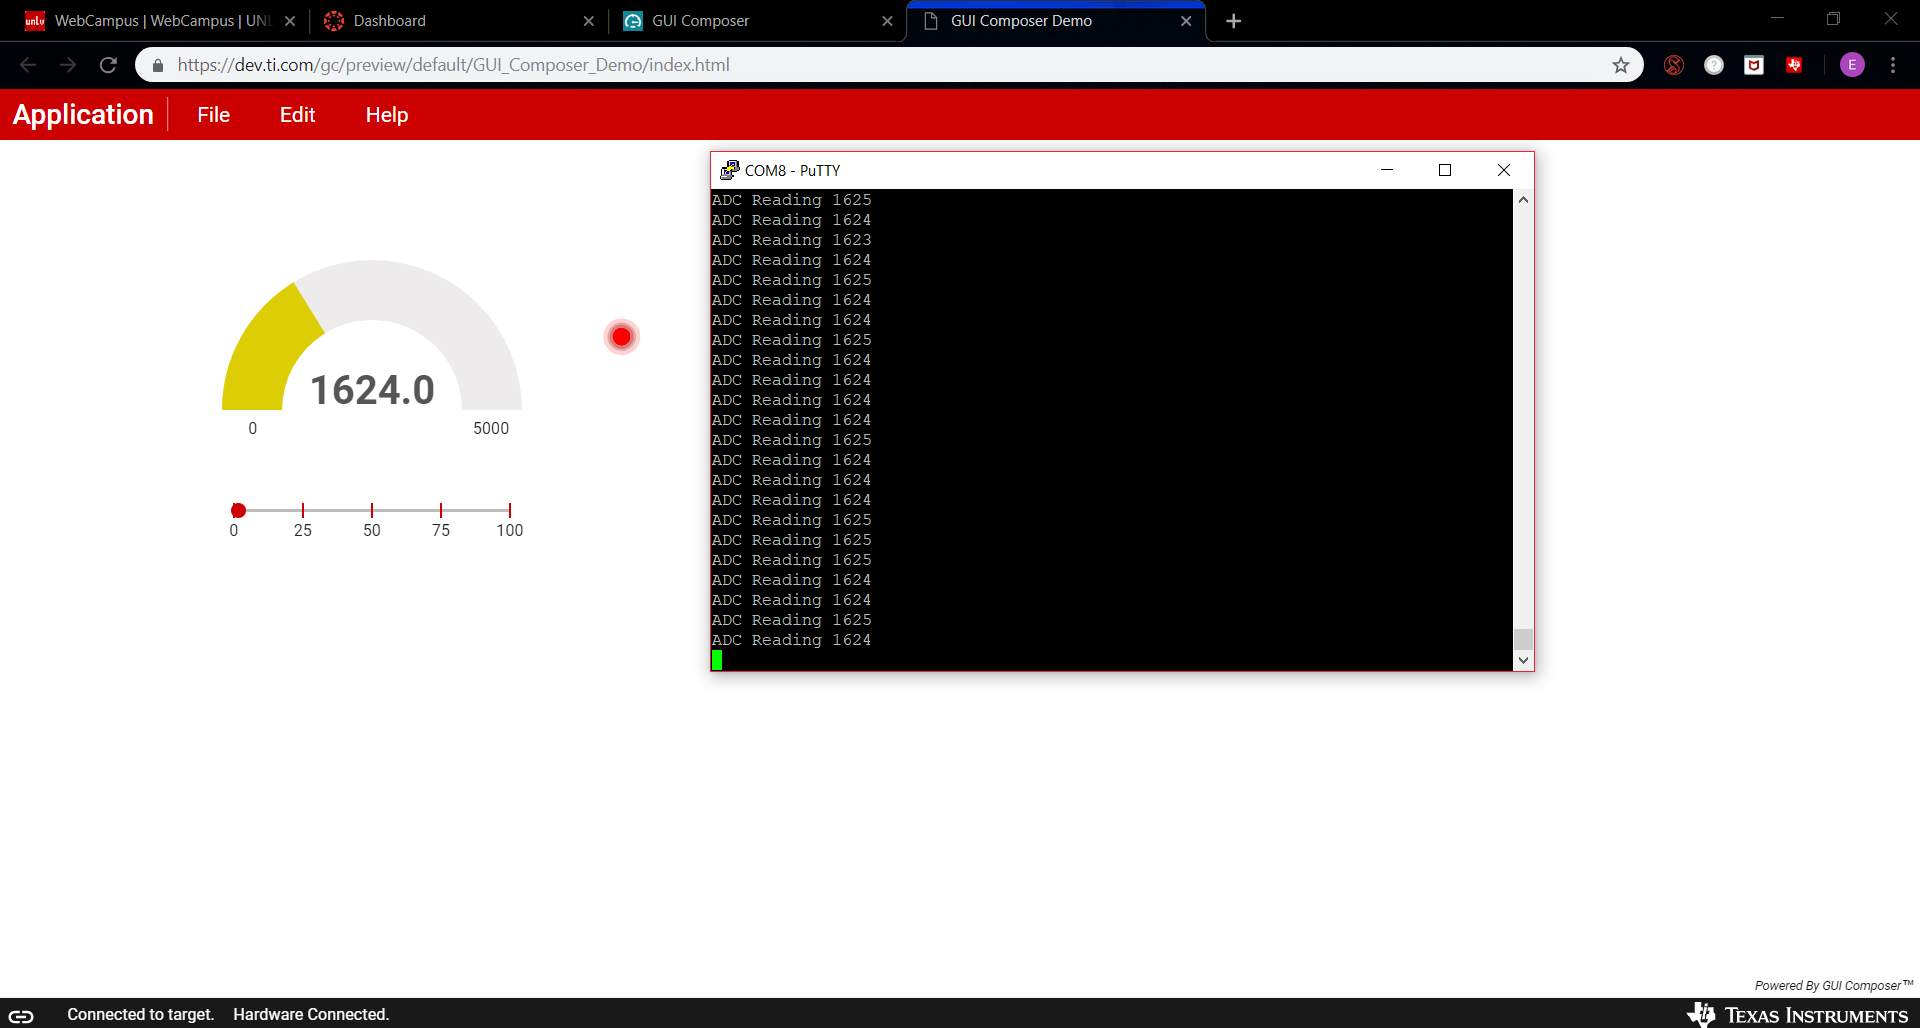 unlv WebCampus | WebCampus | UNL
Dashboard
GUI Composer
GUI Composer Demo
https://dev.ti.com/gc/preview/default/GUI_Composer_Demo/index.html
E
Application File Edit Help
COM8 - PuTTY
ADC Reading 1625
ADC Reading 1624
ADC Reading 1623
ADC Reading 1624
ADC Reading 1625
ADC Reading 1624
ADC Reading 1624
ADC Reading 1625
ADC Reading 1624
ADC Reading 1624
ADC Reading 1624
ADC Reading 1624
ADC Reading 1625
ADC Reading 1624
ADC Reading 1624
ADC Reading 1624
ADC Reading 1625
ADC Reading 1625
ADC Reading 1625
ADC Reading 1624
ADC Reading 1624
ADC Reading 1625
ADC Reading 1624
1624.0
0 5000
0 25 50 75 100
Powered By GUI Composer™
Connected to target. Hardware Connected.
TEXAS INSTRUMENTS